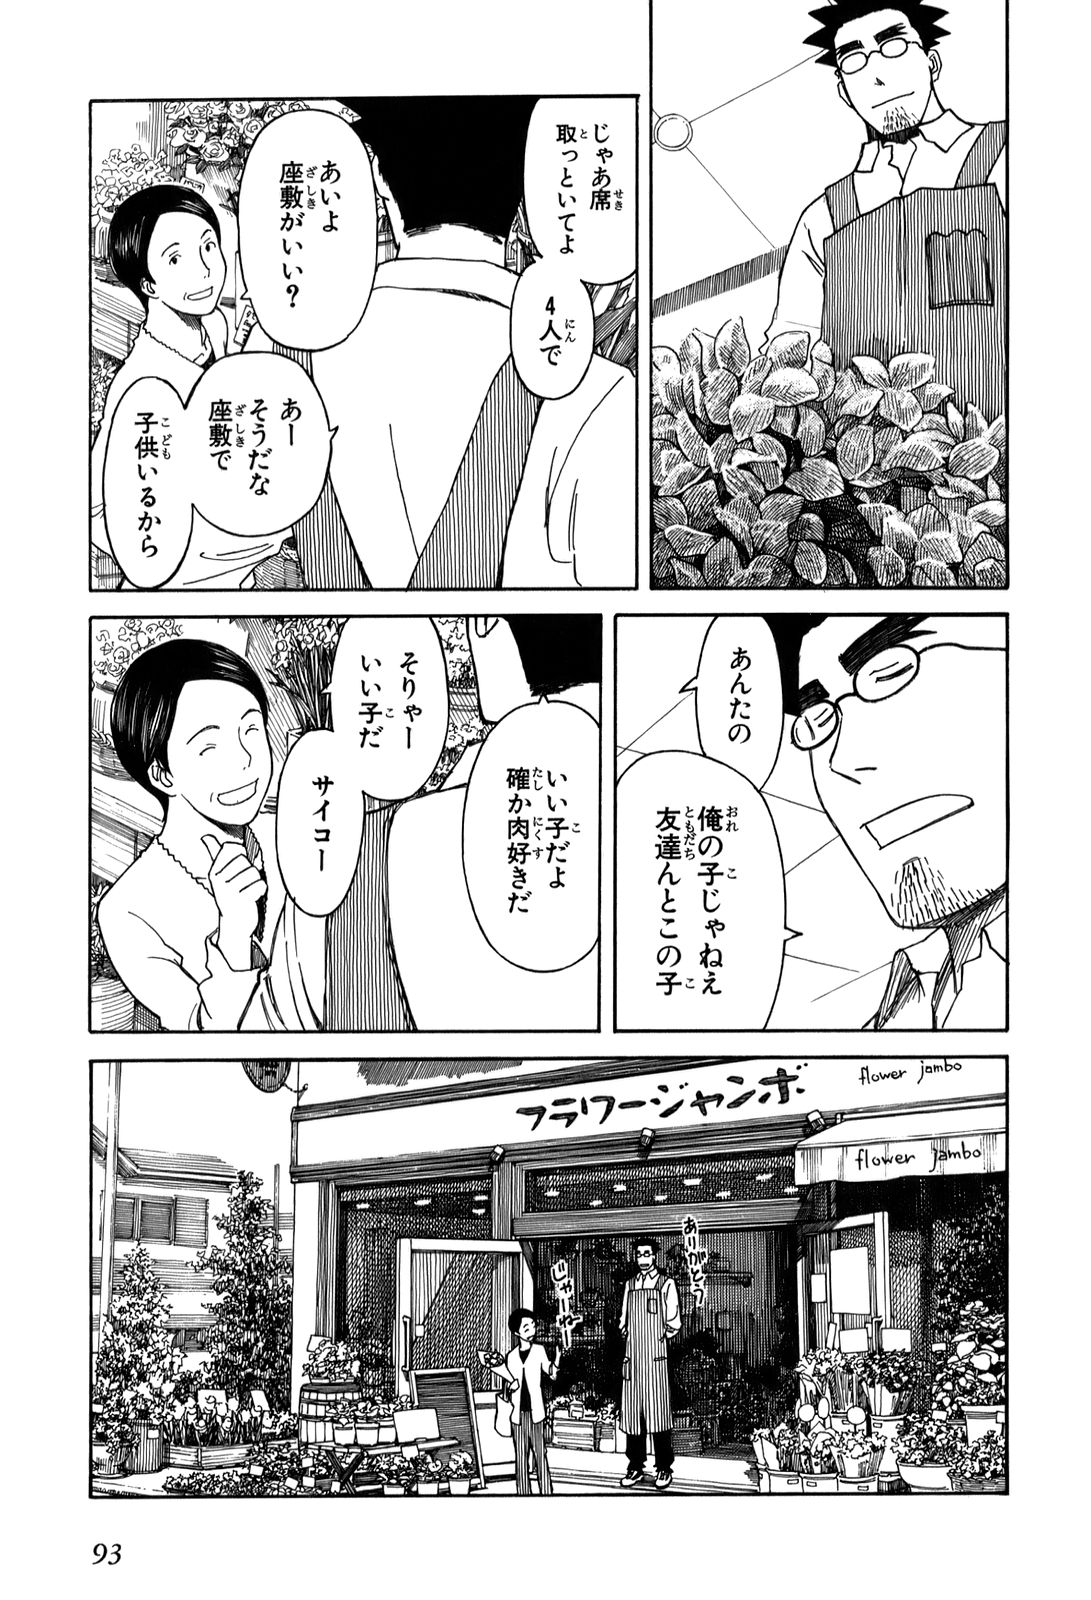 じゃあ席
取っといてよ
4人で
あいよ
座敷がいい?
あー
そうだな
座敷で
子供いるから
あんたの
俺の子じゃねえ
友達んとこの子
いい子だよ
確か肉好きだ
そりゃー
いい子だ
サイコー
フラワージャンボ
flower jambo
flower jambo
ありがとう
じゃーねー
93